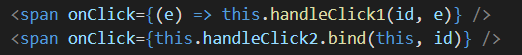 <span onClick={(e) => this.handleClick1(id, e)} />
<span onClick={this.handleClick2.bind(this, id)} />